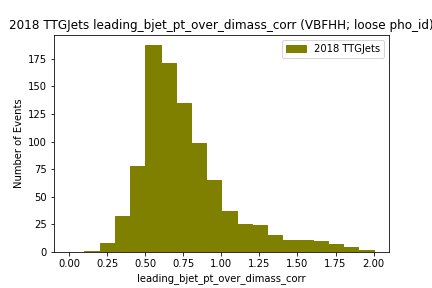 2018 TTGJets leading_bjet_pt_over_dimass_corr (VBFHH; loose pho_id)
2018 TTGJets
Number of Events
175
150
125
100
75
50
25
0
0.00 0.25 0.50 0.75 1.00 1.25 1.50 1.75 2.00
leading_bjet_pt_over_dimass_corr